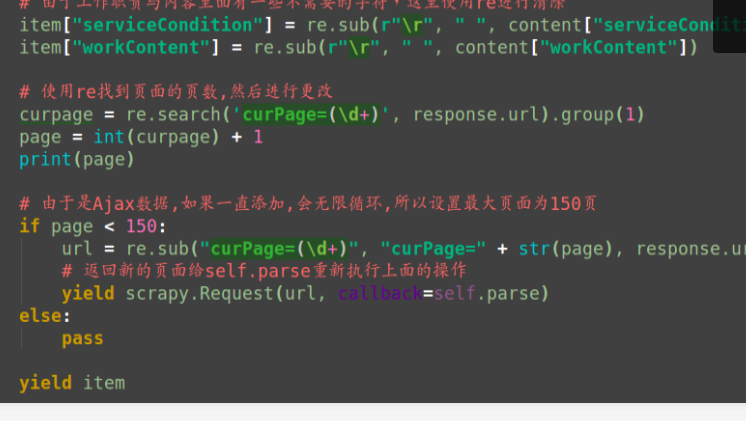 # 由于工作职责与内容里面有一些不需要的字符，这里使用re进行清除
item["serviceCondition"] = re.sub(r"\r", " ", content["serviceCondit
item["workContent"] = re.sub(r"\r", " ", content["workContent"])
# 使用re找到页面的页数,然后进行更改
curpage = re.search('curPage=(\d+)', response.url).group(1)
page = int(curpage) + 1
print(page)
# 由于是Ajax数据,如果一直添加,会无限循环,所以设置最大页面为150页
if page < 150:
url = re.sub("curPage=(\d+)", "curPage=" + str(page), response.ur
# 返回新的页面给self.parse重新执行上面的操作
yield scrapy.Request(url, callback=self.parse)
else:
pass
yield item